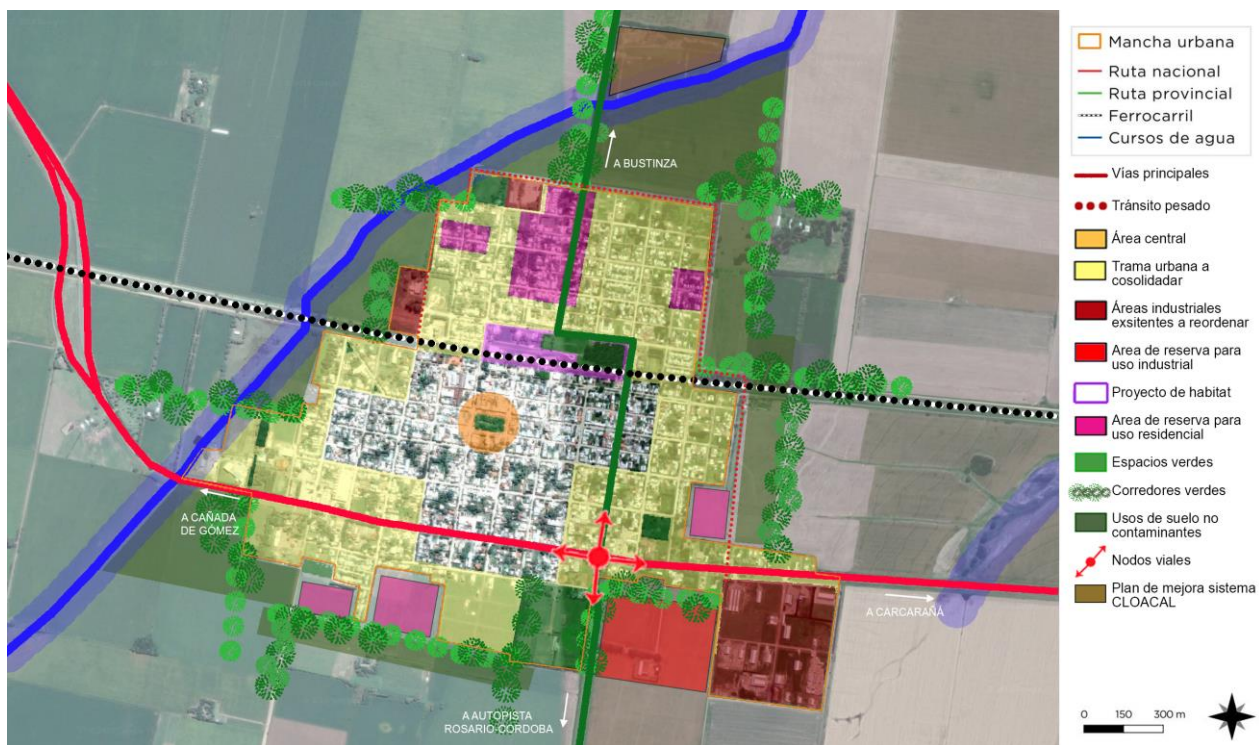 A BUSTINZA
A CAÑADA
DE GÓMEZ
A CARCARAÑÁ
A AUTOPISTA
ROSARIO-CÓRDOBA
Mancha urbana
Ruta nacional
Ruta provincial
Ferrocarril
Cursos de agua
Vías principales
Tránsito pesado
Área central
Trama urbana a
cosolidadar
Áreas industriales
exsitentes a reordenar
Area de reserva para
uso industrial
Proyecto de habitat
Area de reserva para
uso residencial
Espacios verdes
Corredores verdes
Usos de suelo no
contaminantes
Nodos viales
Plan de mejora sistema
CLOACAL
0 150 300 m